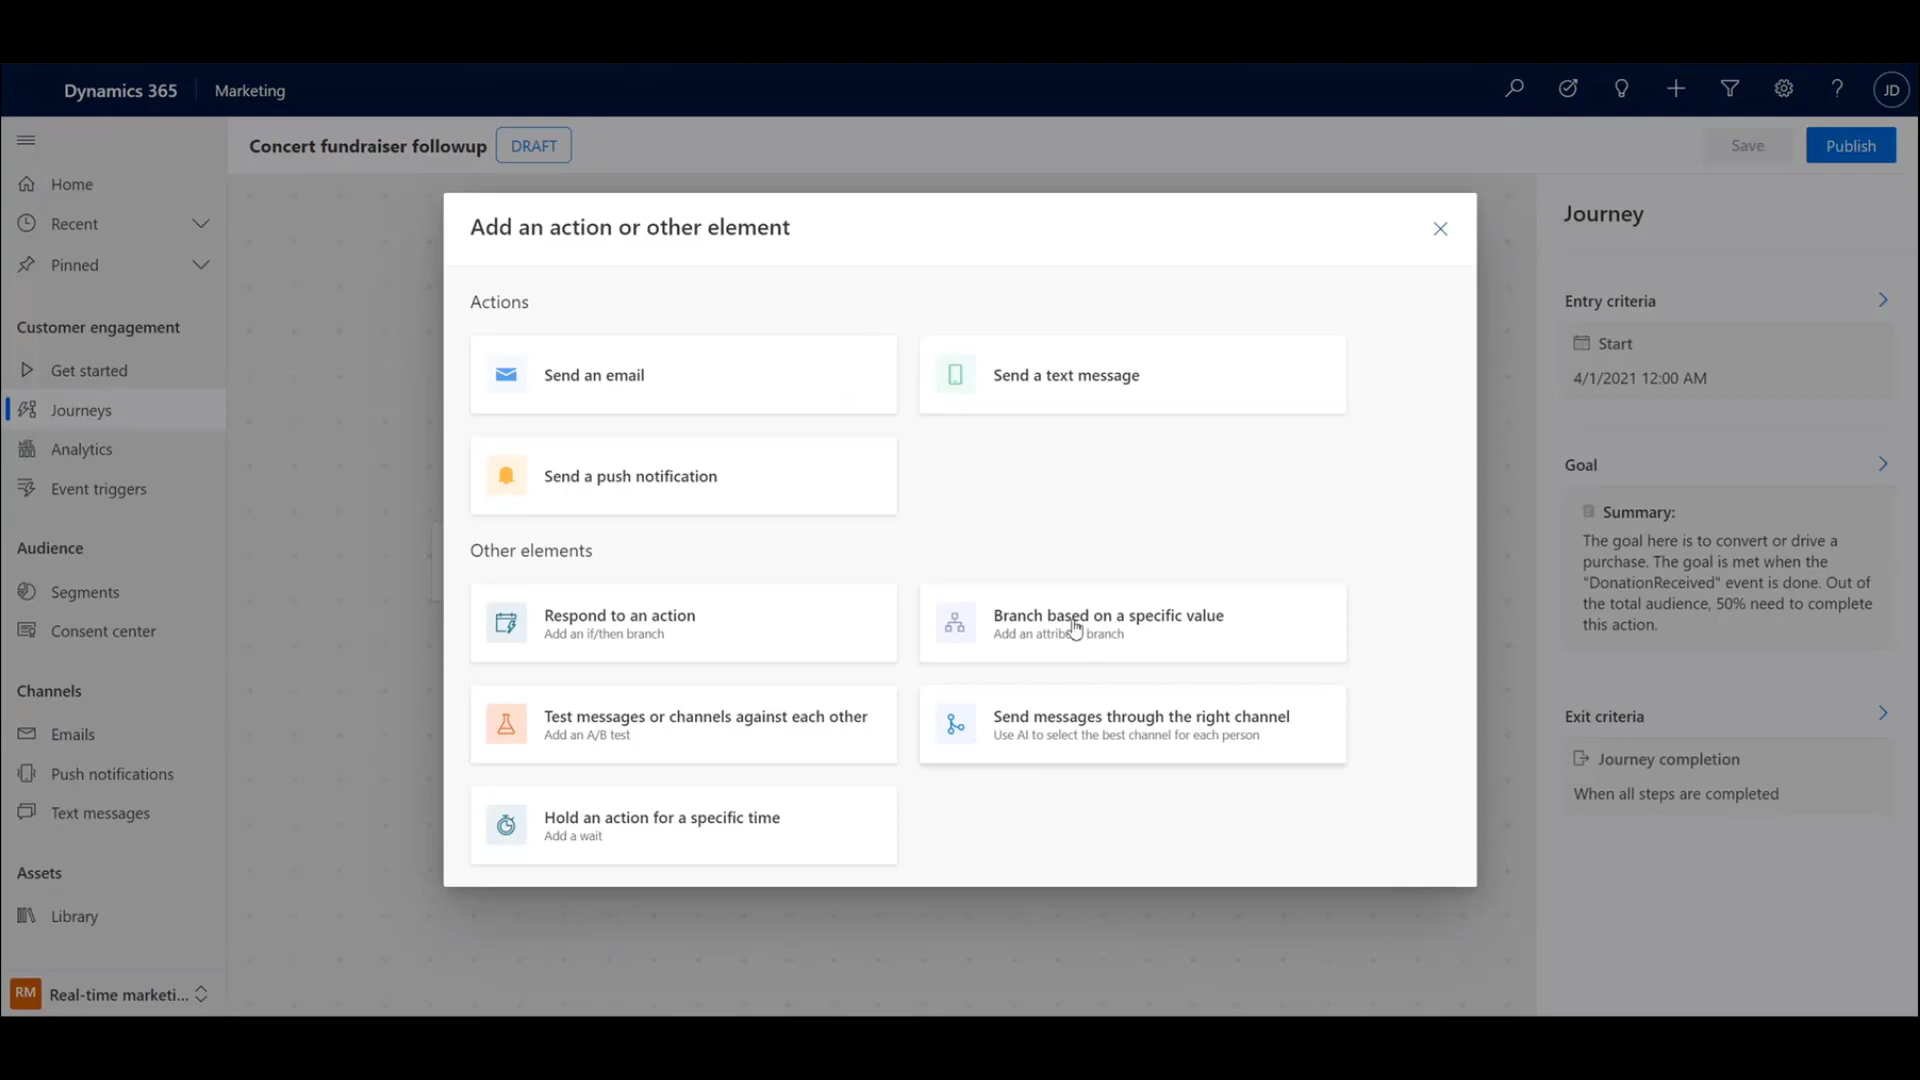 Dynamics 365
Marketing
JD
Concert fundraiser followup
DRAFT
Save
Publish
Home
Recent
Pinned
Customer engagement
Get started
Journeys
Analytics
Event triggers
Audience
Segments
Consent center
Channels
Emails
Push notifications
Text messages
Assets
Library
RM
Real-time marketi...
Add an action or other element
Actions
Send an email
Send a text message
Send a push notification
Other elements
Respond to an action
Add an if/then branch
Branch based on a specific value
Add an branch
Test messages or channels against each other
Add an A/B test
Send messages through the right channel
Use AI to select the best channel for each person
Hold an action for a specific time
Add a wait
Journey
Entry criteria
Start
4/1/2021 12:00 AM
Goal
Summary:
The goal here is to convert or drive a
purchase. The goal is met when the
"DonationReceived" event is done. Out of
the total audience, 50% need to complete
this action.
Exit criteria
Journey completion
When all steps are completed